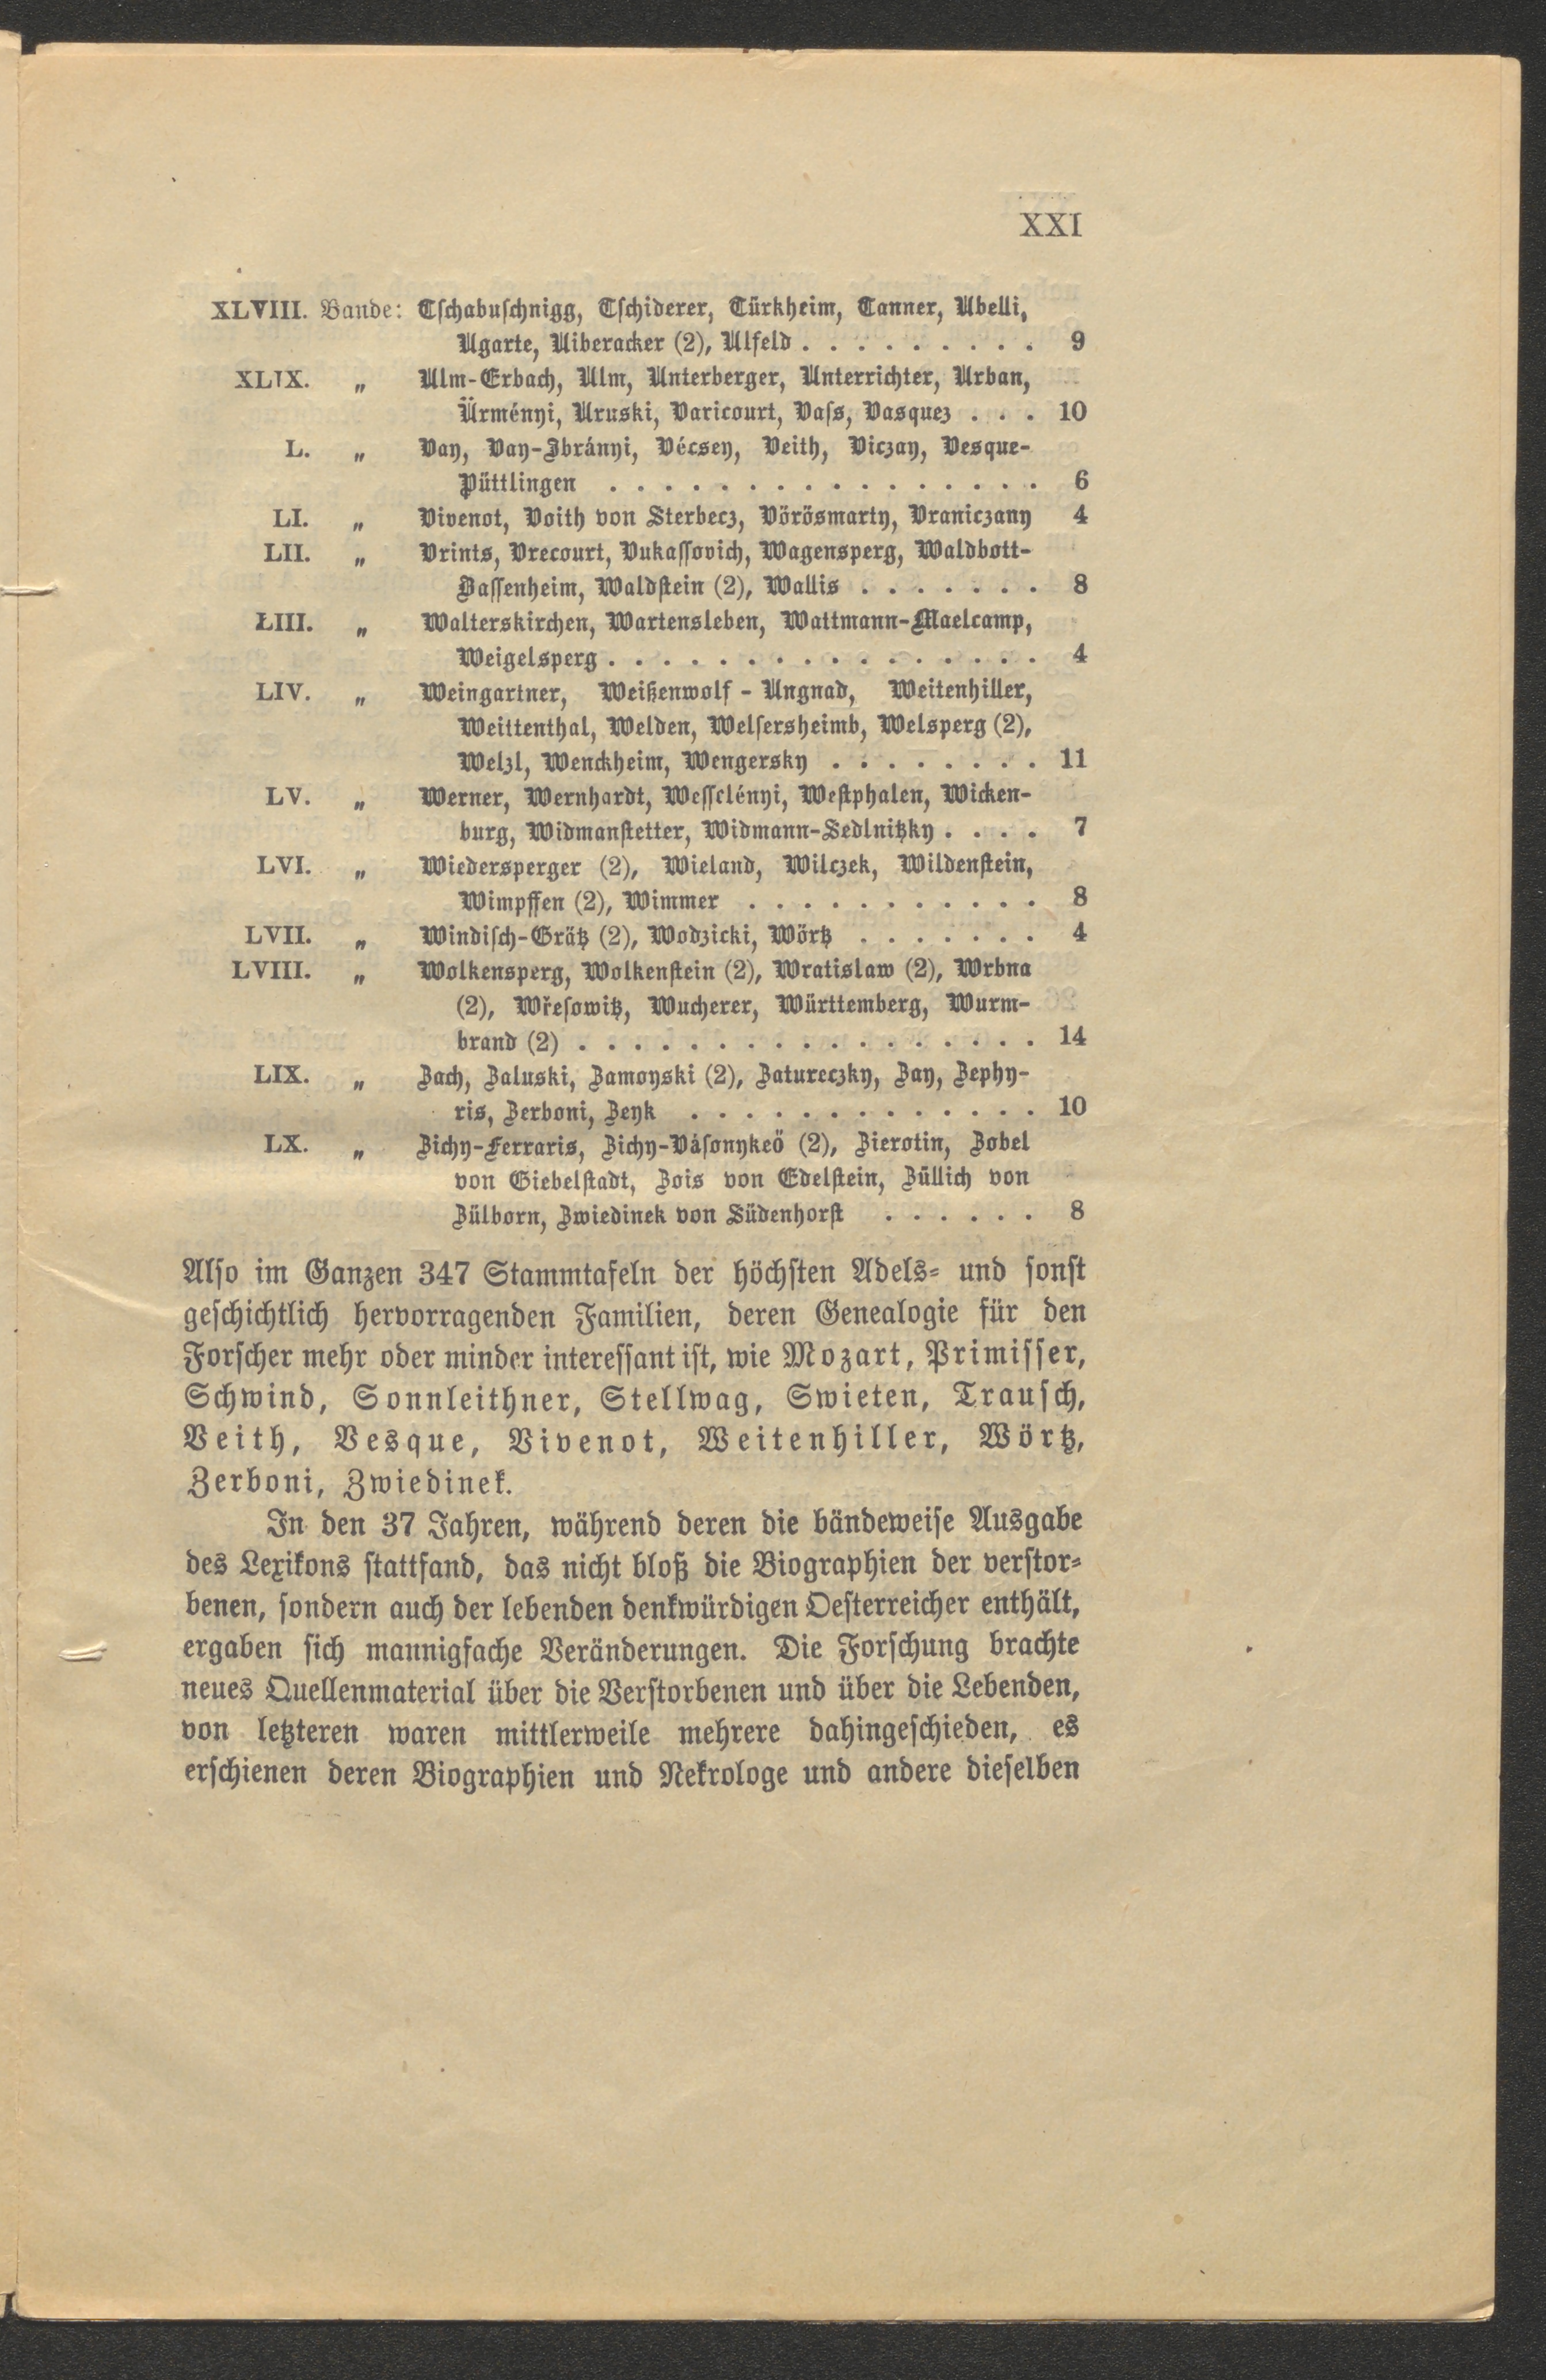 XXI
XLVIII. Bande: Tschabuschnigg, Tschiderer, Türkheim, Tanner, Ubelli,
Ugarte, Uiberacker (2), Ulfeld . . . . . . . . . 9
XLIX. „ Ulm-Erbach, Ulm, Unterberger, Unterrichter, Urban,
Ürményi, Uruski, Varicourt, Vass, Vasquez . . . 10
L. „ Vay, Vay-Ibrányi, Vécsey, Veith, Viczay, Vesque-
Püttlingen . . . . . . . . . . . . . . . . 6
LI. „ Vivenot, Voith von Sterbecz, Vörösmarty, Vraniczany 4
LII. „ Vrints, Vrecourt, Vukassovich, Wagensperg, Waldbott-
Bassenheim, Waldstein (2), Wallis . . . . . . . 8
LIII. „ Walterskirchen, Wartensleben, Wattmann-Maelcamp,
Weigelsperg . . . . . . . . . . . . . . . . 4
LIV. „ Weingartner, Weißenwolf - Ungnad, Weitenhiller,
Weittenthal, Welden, Welsersheimb, Welsperg (2),
Welzl, Wenckheim, Wengersky . . . . . . . . 11
LV. „ Werner, Wernhardt, Wesselényi, Westphalen, Wicken-
burg, Widmanstetter, Widmann-Sedlnitzky . . . . 7
LVI. „ Wiedersperger (2), Wieland, Wilczek, Wildenstein,
Wimpffen (2), Wimmer . . . . . . . . . . . 8
LVII. „ Windisch-Grätz (2), Wodzicki, Wörtz . . . . . . . 4
LVIII. „ Wolkensperg, Wolkenstein (2), Wratislaw (2), Wrbna
(2), Wřesowitz, Wucherer, Württemberg, Wurm-
brand (2) . . . . . . . . . . . . . . . . . 14
LIX. „ Zach, Zaluski, Zamoyski (2), Zatureczky, Zay, Zephy-
ris, Zerboni, Zeyk . . . . . . . . . . . . . 10
LX. „ Zichy-Ferraris, Zichy-Vásonykeö (2), Zierotin, Zobel
von Giebelstadt, Zois von Edelstein, Züllich von
Zülborn, Zwiedinek von Südenhorst . . . . . . 8
Also im Ganzen 347 Stammtafeln der höchsten Adels- und sonst
geschichtlich hervorragenden Familien, deren Genealogie für den
Forscher mehr oder minder interessant ist, wie Mozart, Primisser,
Schwind, Sonnleithner, Stellwag, Swieten, Trausch,
Veith, Vesque, Vivenot, Weitenhiller, Wörtz,
Zerboni, Zwiedinek.
In den 37 Jahren, während deren die bändeweise Ausgabe
des Lexikons stattfand, das nicht bloß die Biographien der verstor-
benen, sondern auch der lebenden denkwürdigen Oesterreicher enthält,
ergaben sich mannigfache Veränderungen. Die Forschung brachte
neues Quellenmaterial über die Verstorbenen und über die Lebenden,
von letzteren waren mittlerweile mehrere dahingeschieden, es
erschienen deren Biographien und Nekrologe und andere dieselben